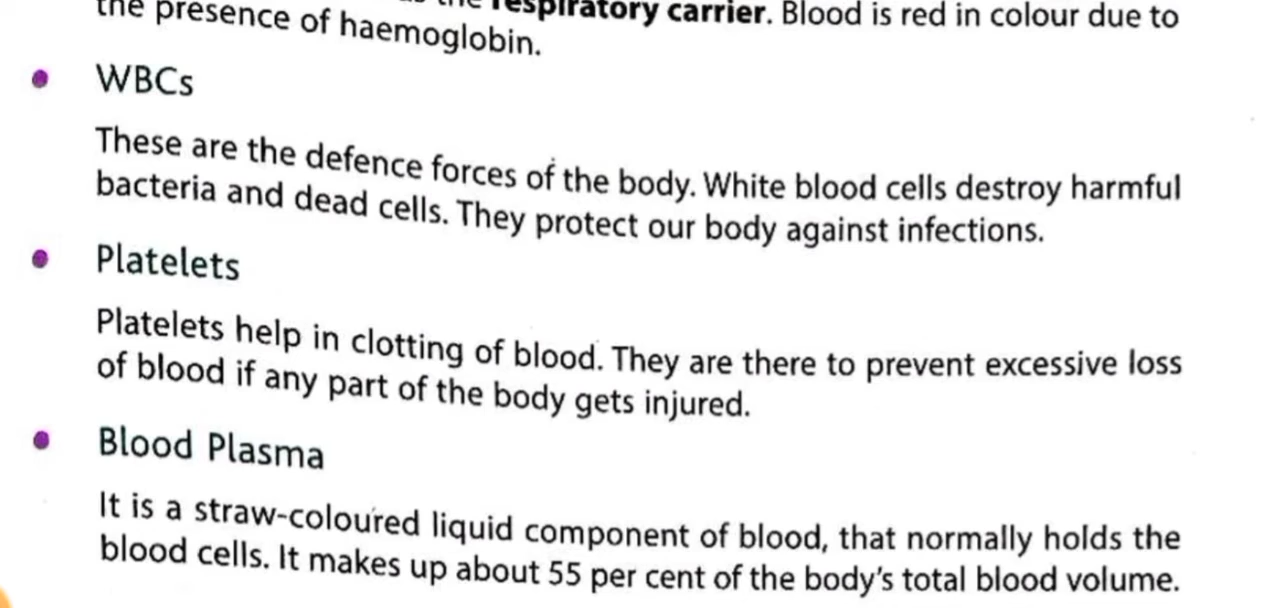 the respiratory carrier. Blood is red in colour due to
the presence of haemoglobin.
• WBCs
These are the defence forces of the body. White blood cells destroy harmful
bacteria and dead cells. They protect our body against infections.
• Platelets
Platelets help in clotting of blood. They are there to prevent excessive loss
of blood if any part of the body gets injured.
• Blood Plasma
It is a straw-coloured liquid component of blood, that normally holds the
blood cells. It makes up about 55 per cent of the body's total blood volume.